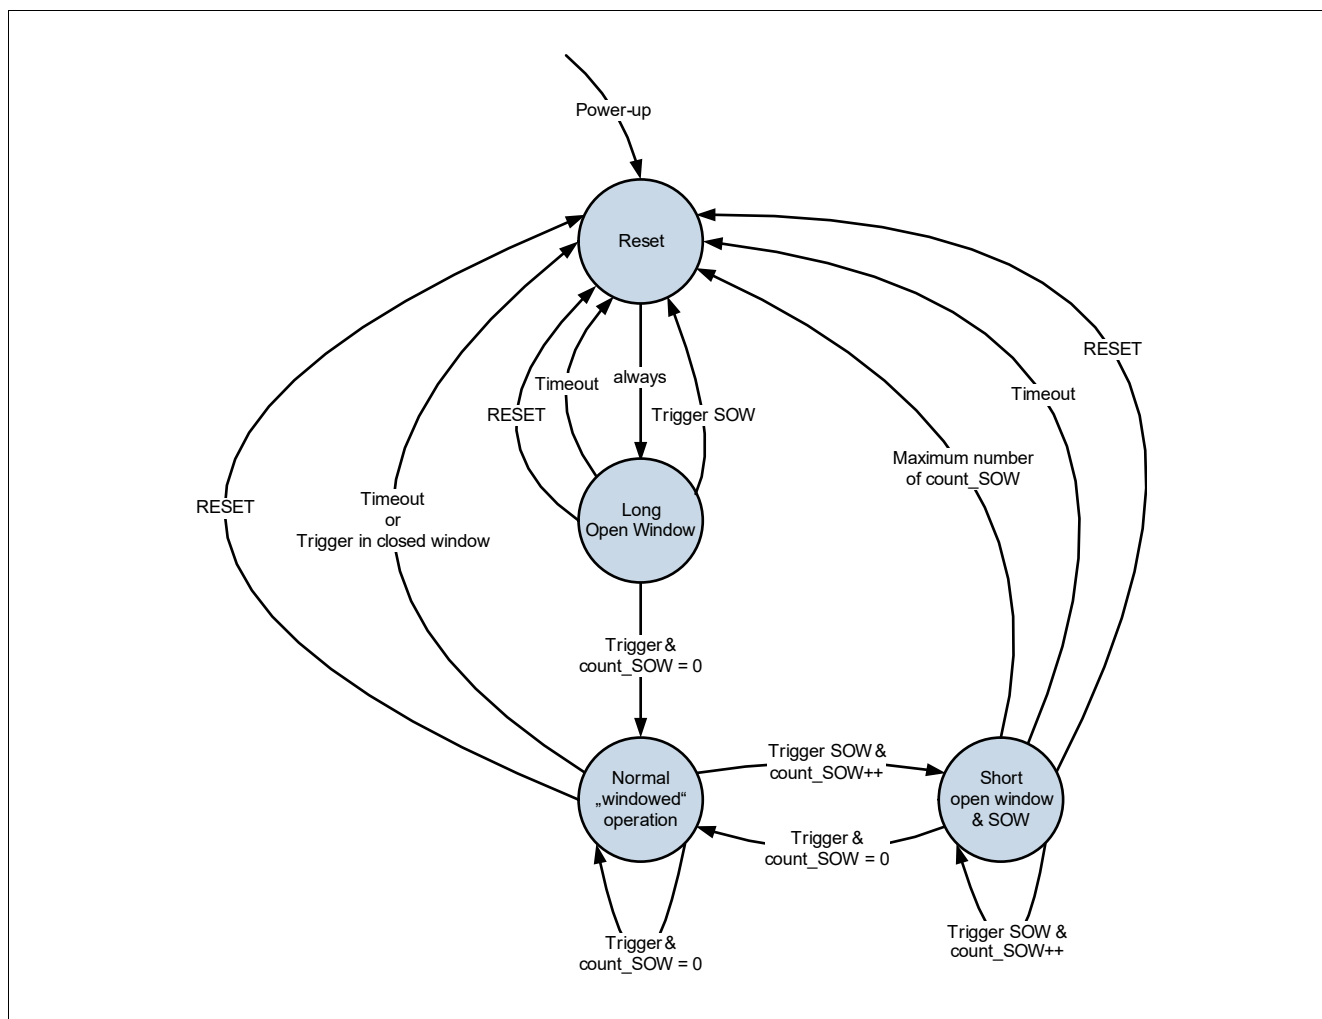 Power-up
Reset
RESET
Timeout
always
Timeout
RESET
Trigger SOW
Maximum number
of count_SOW
RESET
Timeout
or
Trigger in closed window
Long
Open Window
Trigger &
count_SOW = 0
Trigger SOW &
count_SOW++
Normal
„windowed“
operation
Short
open window
& SOW
Trigger &
count_SOW = 0
Trigger &
count_SOW = 0
Trigger SOW &
count_SOW++